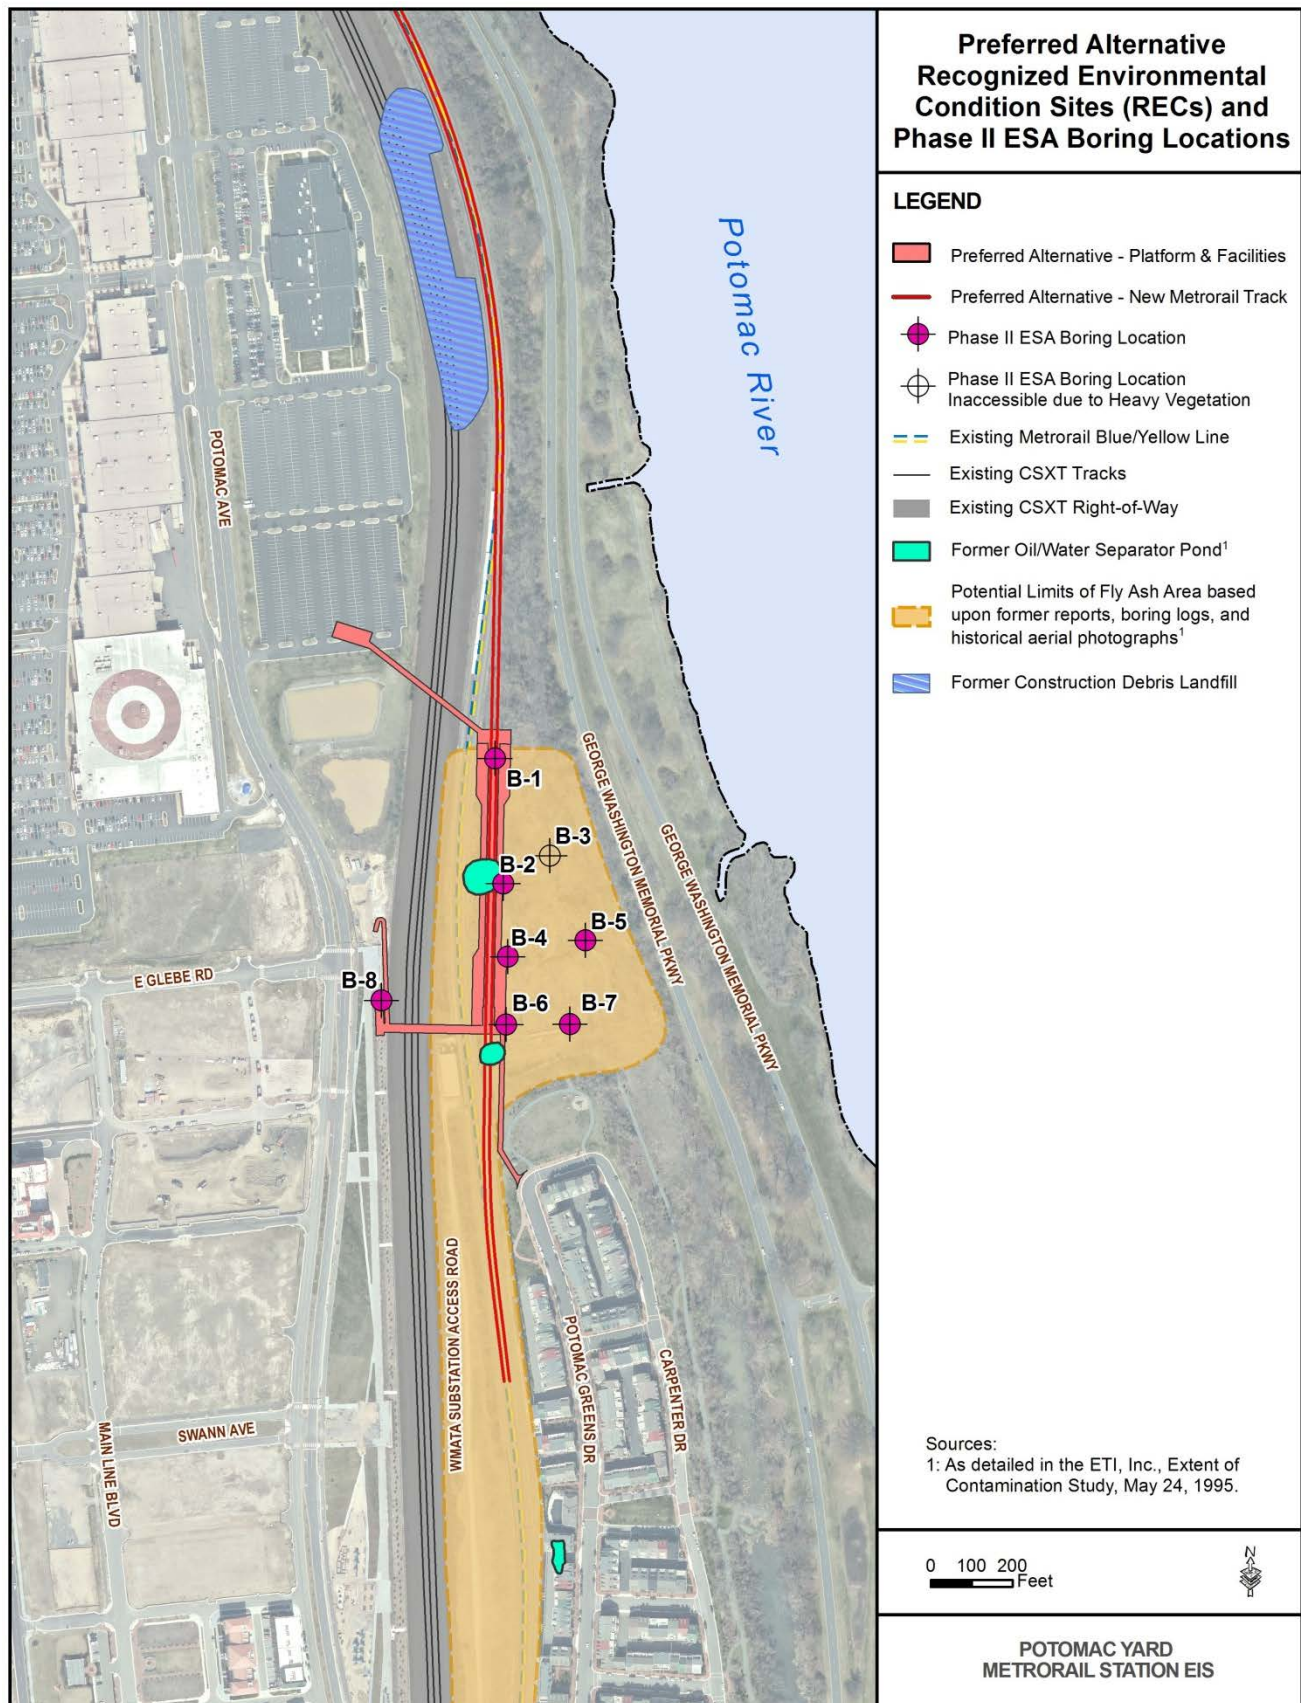 Preferred Alternative
Recognized Environmental
Condition Sites (RECs) and
Phase II ESA Boring Locations
LEGEND
Preferred Alternative - Platform & Facilities
Preferred Alternative - New Metrorail Track
Phase II ESA Boring Location
Phase II ESA Boring Location
Inaccessible due to Heavy Vegetation
Existing Metrorail Blue/Yellow Line
Existing CSXT Tracks
Existing CSXT Right-of-Way
Former Oil/Water Separator Pond1
Potential Limits of Fly Ash Area based
upon former reports, boring logs, and
historical aerial photographs1
Former Construction Debris Landfill
Potomac River
POTOMAC AVE
GEORGE WASHINGTON MEMORIAL PKWY
GEORGE WASHINGTON MEMORIAL PKWY
B-1
B-3
B-2
B-5
B-4
E GLEBE RD
B-8
B-6
B-7
WMATA SUBSTATION ACCESS ROAD
POTOMAC GREENS DR
CARPENTER DR
MAIN LINE BLVD
SWANN AVE
Sources:
1: As detailed in the ETI, Inc., Extent of
Contamination Study, May 24, 1995.
0 100 200
Feet
N
POTOMAC YARD
METRORAIL STATION EIS